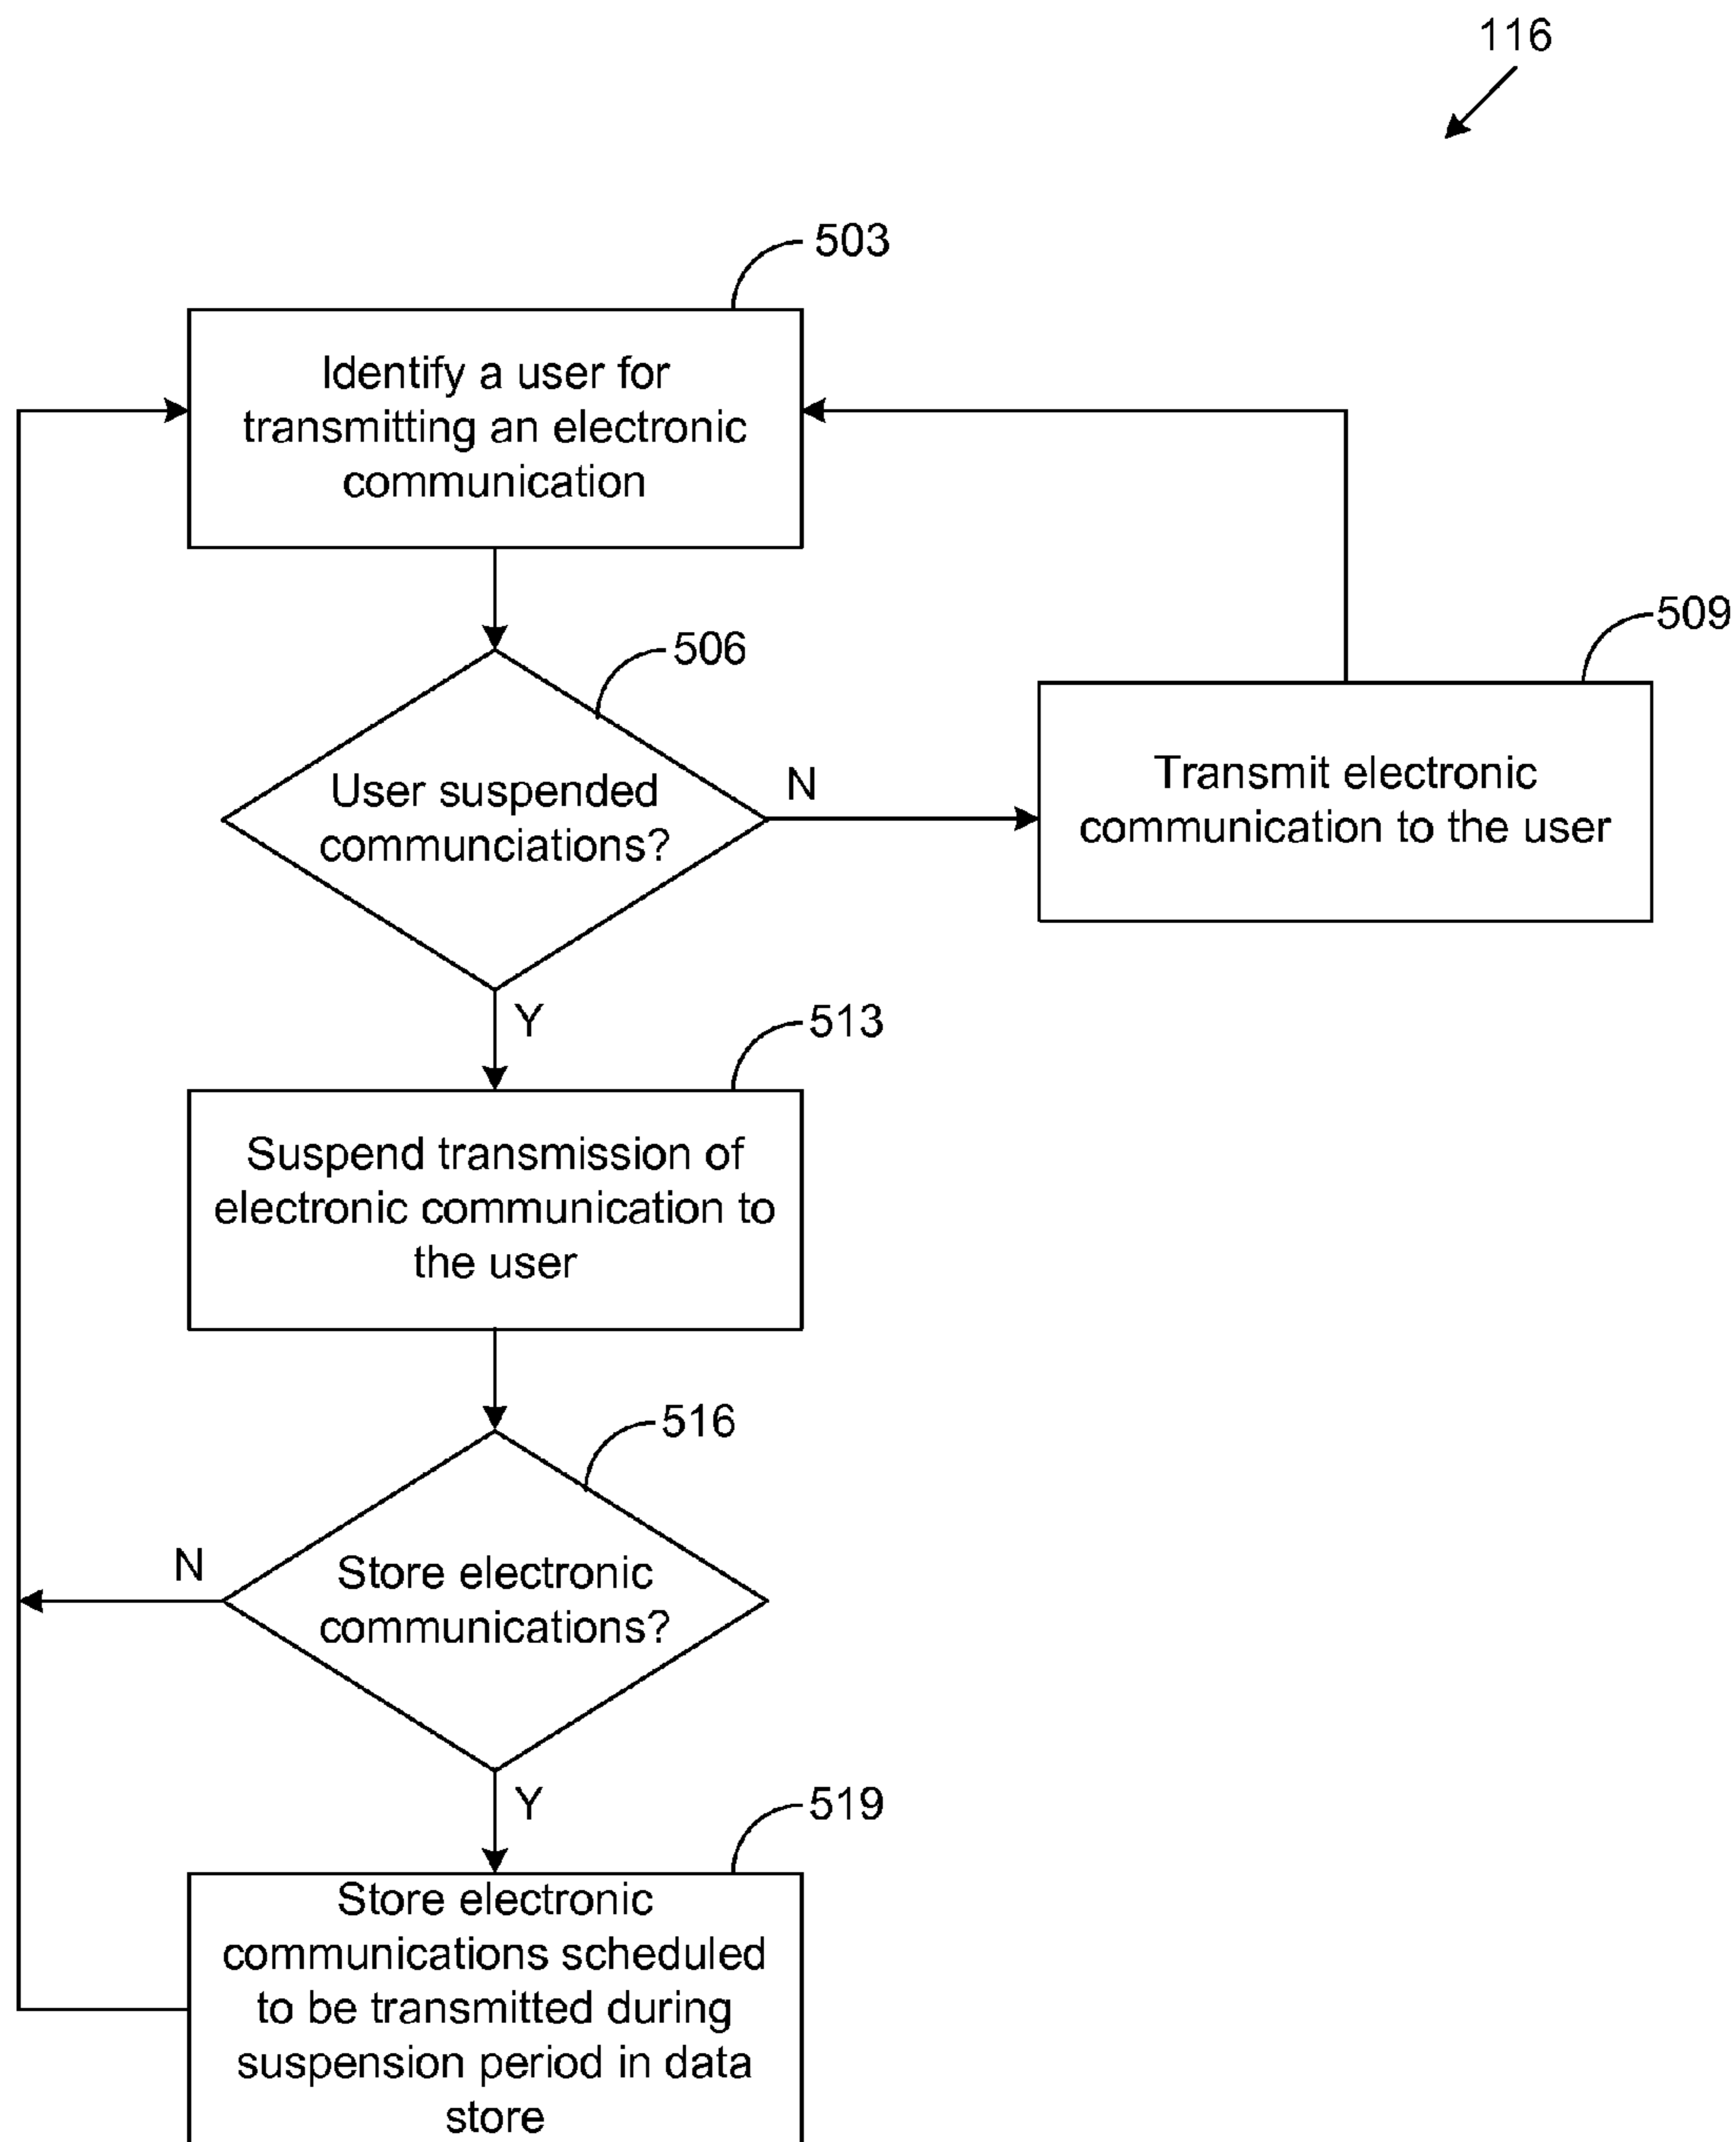 116
503
Identify a user for
transmitting an electronic
communication
506
509
User suspended
communciations?
N
Transmit electronic
communication to the user
Y
513
Suspend transmission of
electronic communication to
the user
516
N
Store electronic
communications?
Y
519
Store electronic
communications scheduled
to be transmitted during
suspension period in data
store